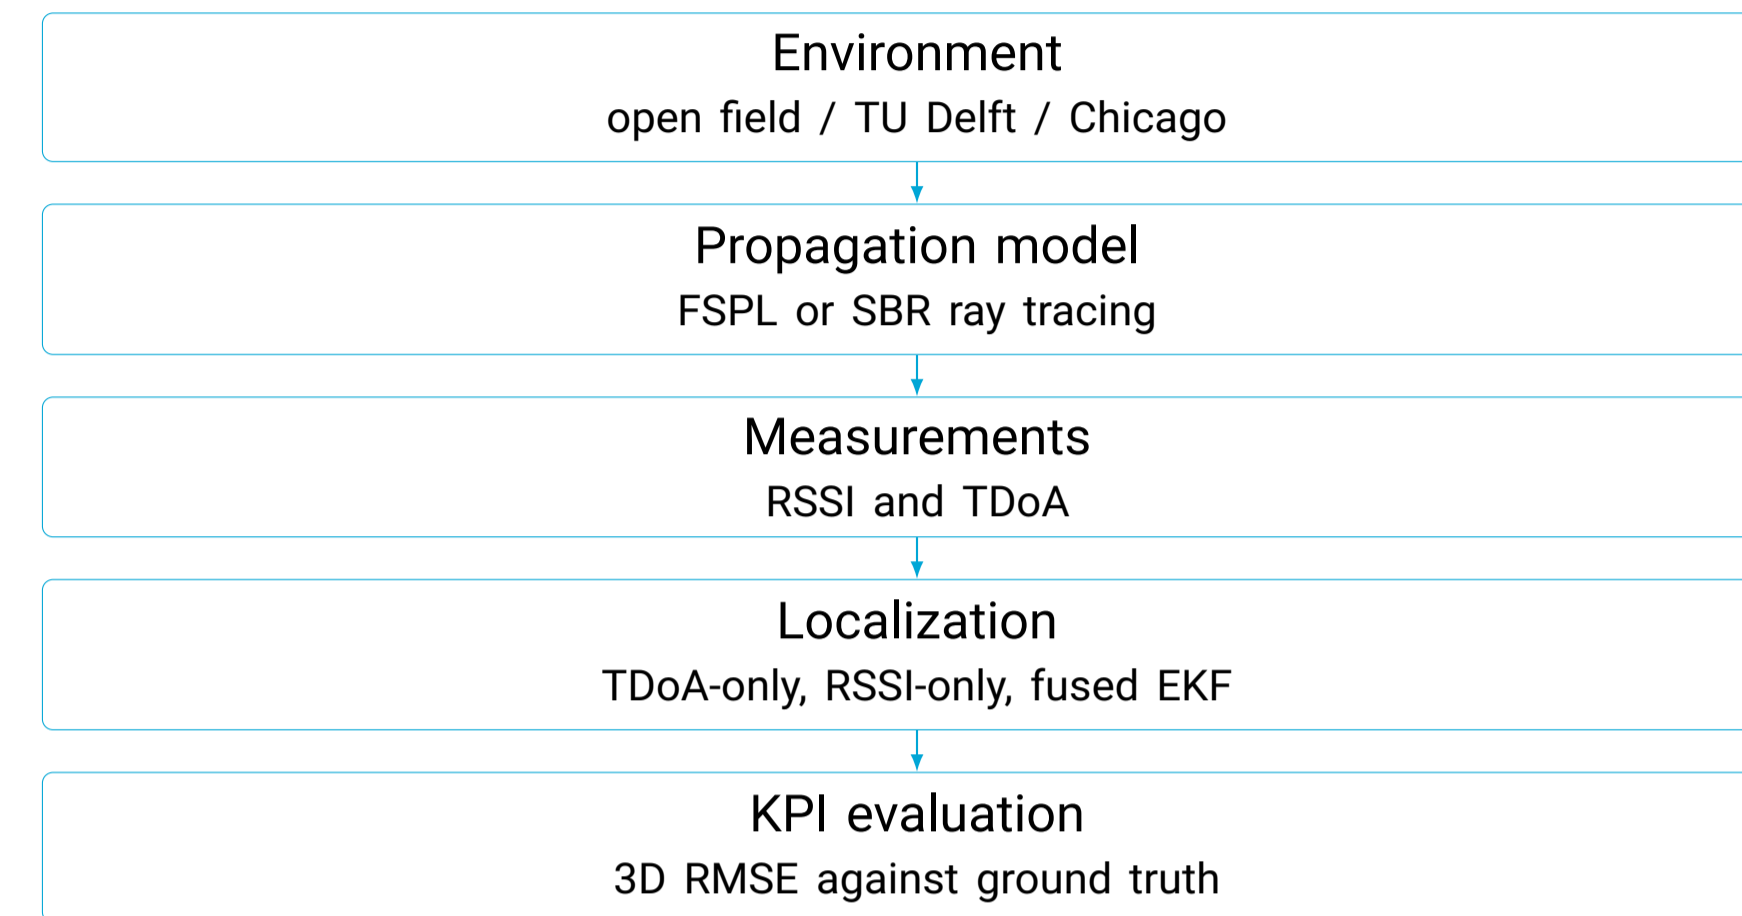 Environment
open field / TU Delft / Chicago
Propagation model
FSPL or SBR ray tracing
Measurements
RSSI and TDoA
Localization
TDoA-only, RSSI-only, fused EKF
KPI evaluation
3D RMSE against ground truth